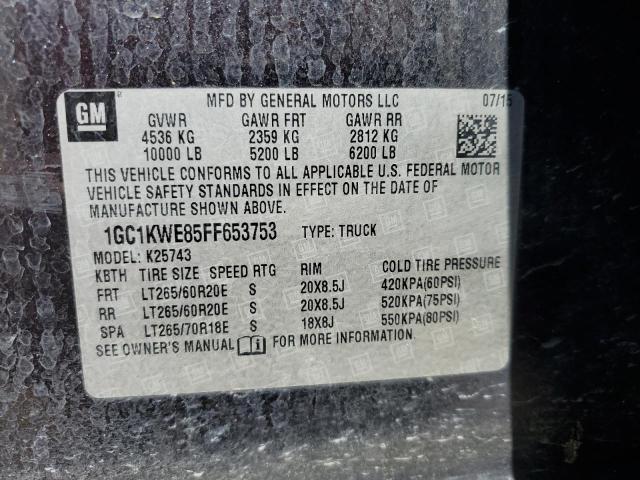 GM
MFD BY GENERAL MOTORS LLC 07/15
GVWR GAWR FRT GAWR RR
4536 KG 2359 KG 2812 KG
10000 LB 5200 LB 6200 LB
THIS VEHICLE CONFORMS TO ALL APPLICABLE U.S. FEDERAL MOTOR
VEHICLE SAFETY STANDARDS IN EFFECT ON THE DATE OF
MANUFACTURE SHOWN ABOVE.
1GC1KWE85FF653753 TYPE: TRUCK
MODEL: K25743
KBTH TIRE SIZE SPEED RTG RIM COLD TIRE PRESSURE
FRT LT265/60R20E S 20X8.5J 420KPA(60PSI)
RR LT265/60R20E S 20X8.5J 520KPA(75PSI)
SPA LT265/70R18E S 18X8J 550KPA(80PSI)
SEE OWNER'S MANUAL FOR MORE INFORMATION